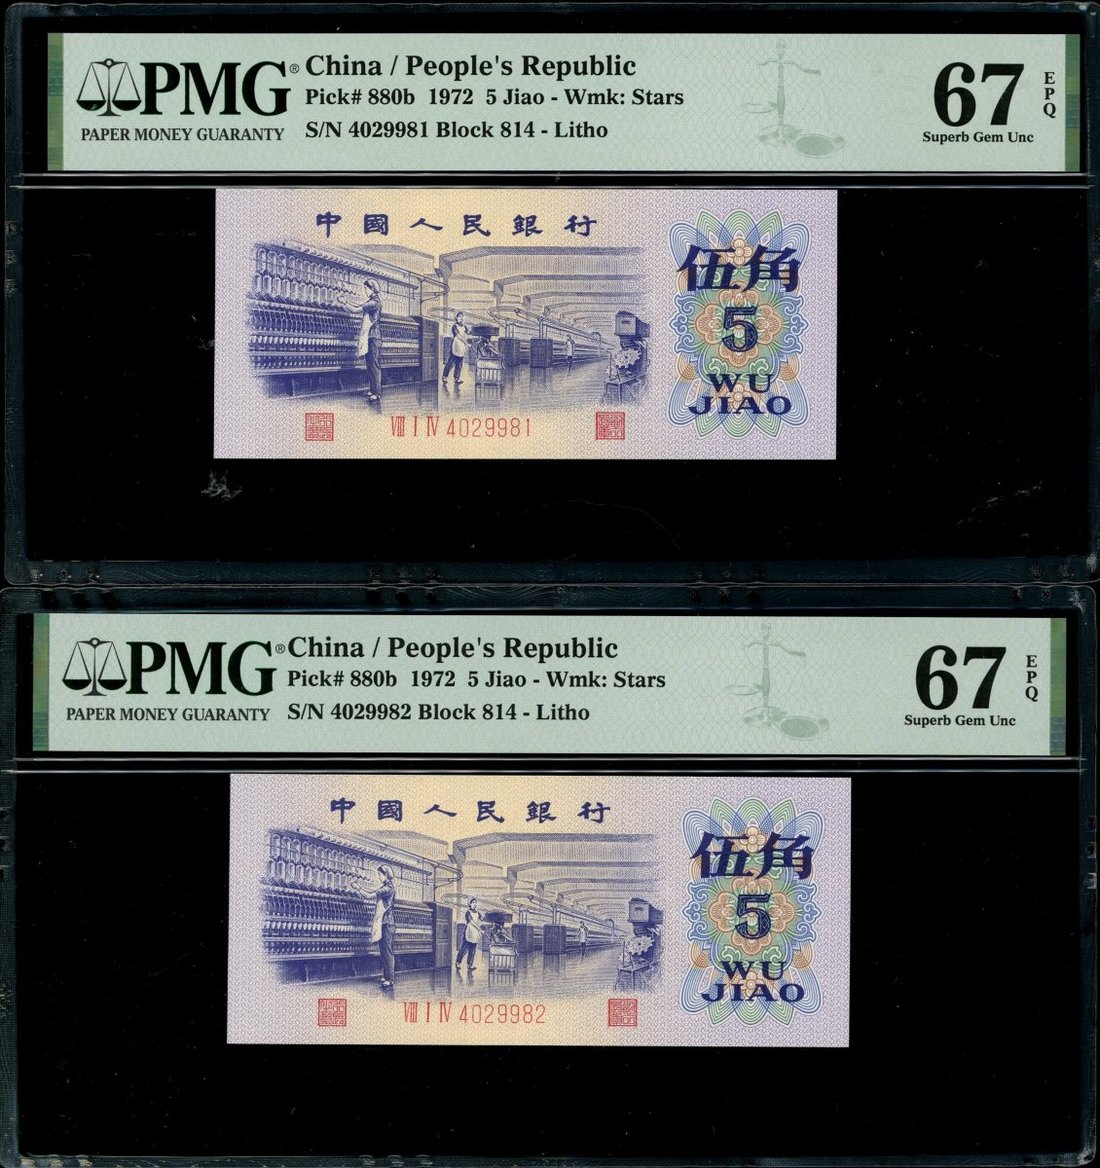 PMG®
PAPER MONEY GUARANTY
China / People's Republic
Pick# 880b 1972 5 Jiao - Wmk: Stars
S/N 4029981 Block 814 - Litho
67
EPQ
Superb Gem Unc
中國人民銀行
伍角
5
WU
JIAO
VIII I IV 4029981
PMG®
PAPER MONEY GUARANTY
China / People's Republic
Pick# 880b 1972 5 Jiao - Wmk: Stars
S/N 4029982 Block 814 - Litho
67
EPQ
Superb Gem Unc
中國人民銀行
伍角
5
WU
JIAO
VIII I IV 4029982